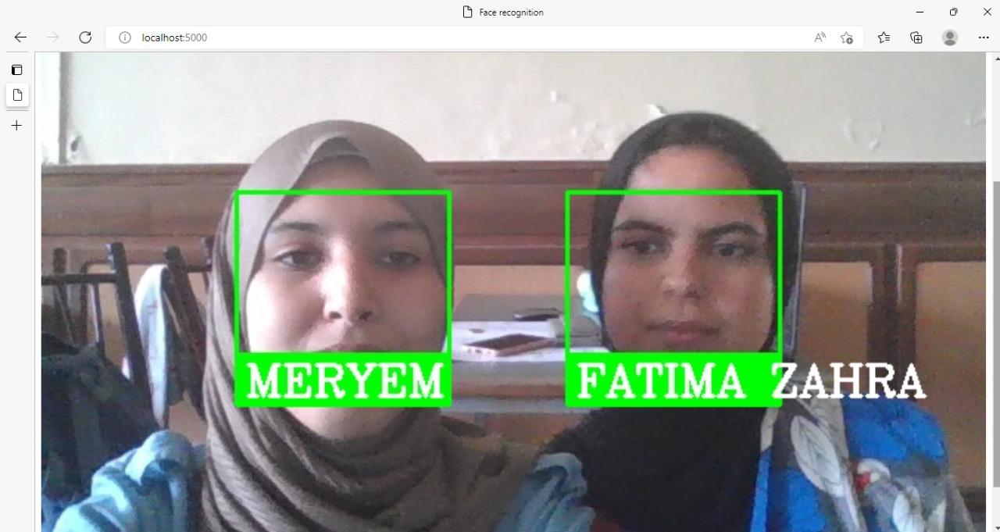 Face recognition
localhost:5000
MERYEM
FATIMA ZAHRA